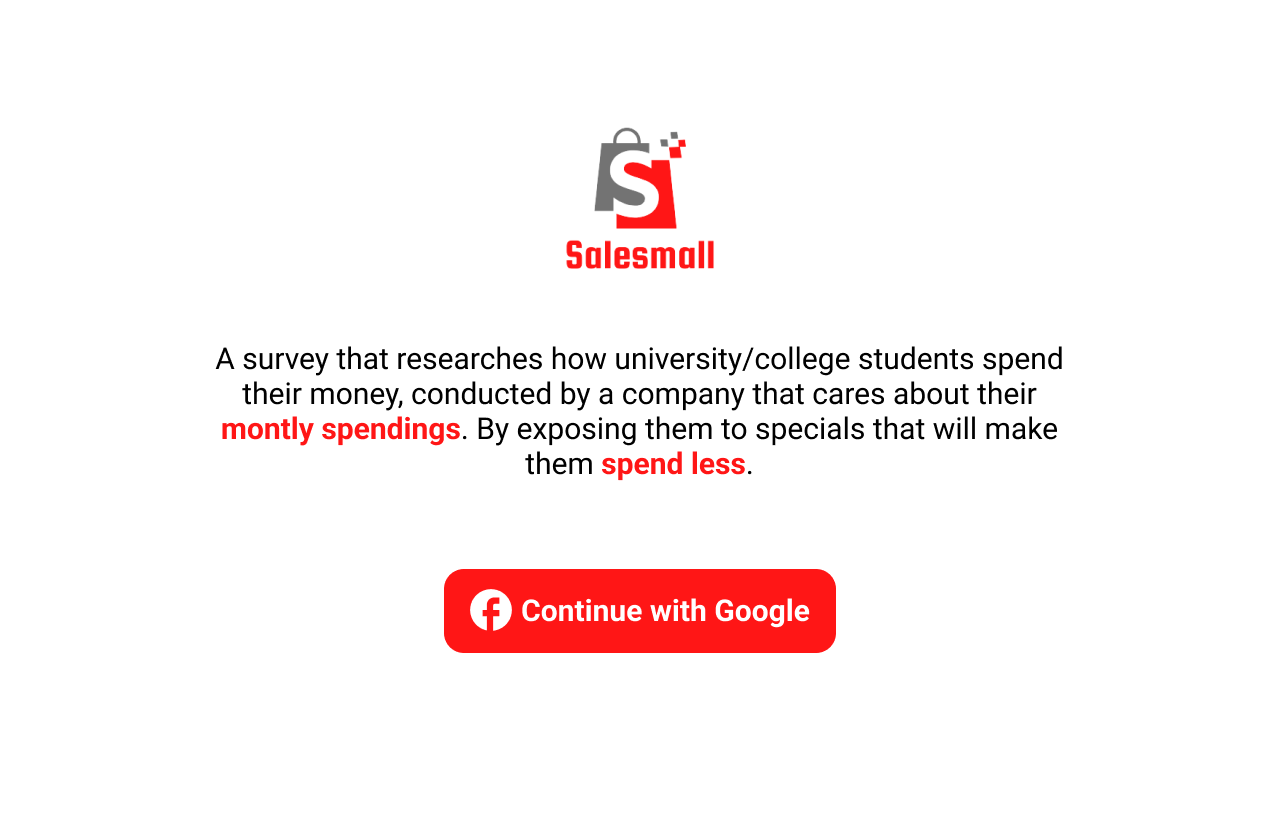 Salesmall
A survey that researches how university/college students spend
their money, conducted by a company that cares about their
montly spendings. By exposing them to specials that will make
them spend less.
Continue with Google